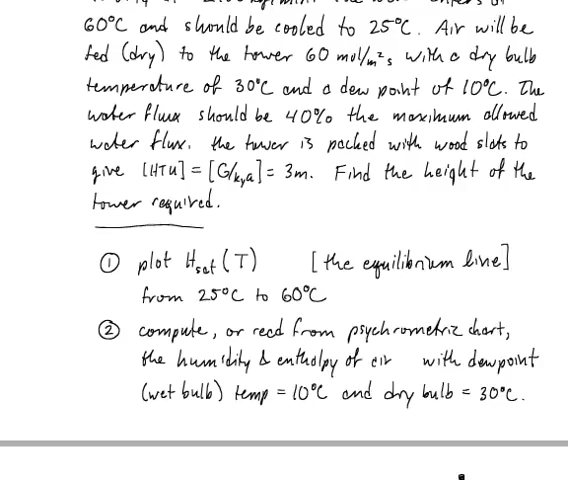 60°C and should be cooled to 25°C. Air will be
fed (dry) to the tower 60 mol/m²s with a dry bulb
temperature of 30°C and a dew point of 10°C. The
water flux should be 40% the maximum allowed
water flux. the tower is packed with wood slats to
give [HTU] = [G/kya] = 3m. Find the height of the
tower required.
① plot Hsat(T) [the equilibrium line]
from 25°C to 60°C
② compute, or read from psychrometric chart,
the humidity & enthalpy of air with dewpoint
(wet bulb) temp = 10°C and dry bulb = 30°C.